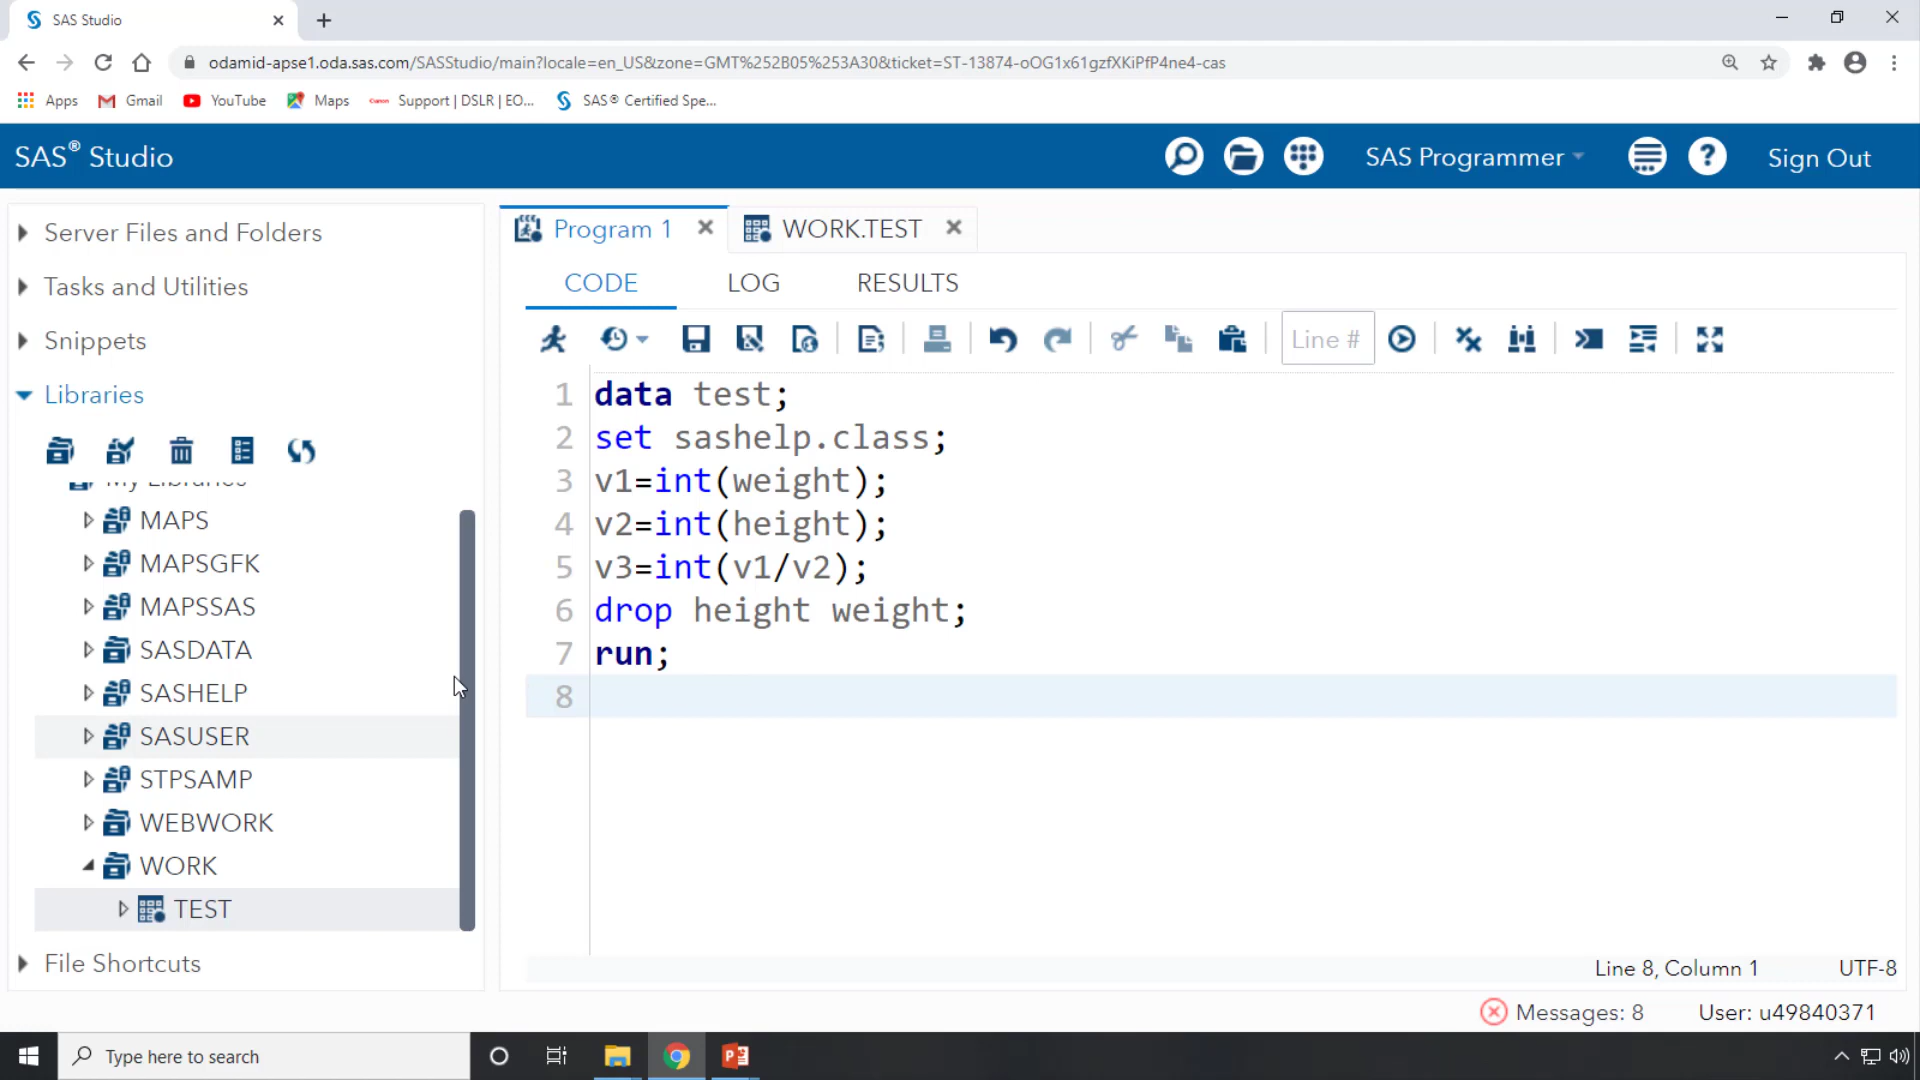 SAS Studio
odamid-apse1.oda.sas.com/SASStudio/main?locale=en_US&zone=GMT%252B05%253A30&ticket=ST-13874-oOG1x61gzfXKiPfP4ne4-cas
Apps Gmail YouTube Maps Support | DSLR | EO... SAS® Certified Spe...
SAS® Studio SAS Programmer Sign Out
Server Files and Folders
Tasks and Utilities
Snippets
Libraries
My Libraries
MAPS
MAPSGFK
MAPSSAS
SASDATA
SASHELP
SASUSER
STPSAMP
WEBWORK
WORK
TEST
File Shortcuts
Program 1 WORK.TEST
CODE LOG RESULTS
Line #
1 data test;
2 set sashelp.class;
3 v1=int(weight);
4 v2=int(height);
5 v3=int(v1/v2);
6 drop height weight;
7 run;
8
Line 8, Column 1 UTF-8
Messages: 8 User: u49840371
Type here to search